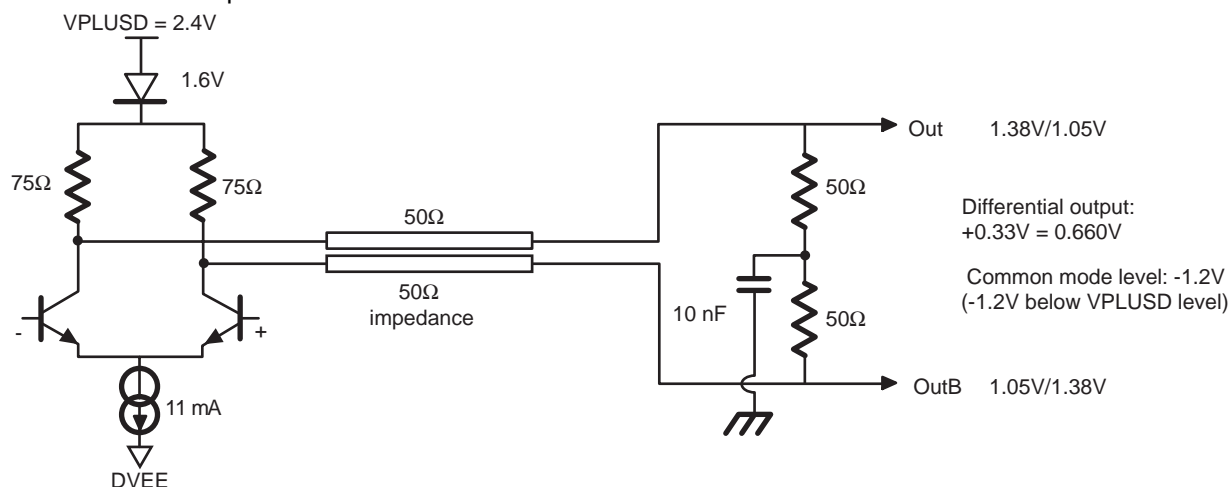 VPLUSD = 2.4V
1.6V
75Ω
75Ω
50Ω
50Ω
impedance
11 mA
DVEE
10 nF
50Ω
50Ω
Out 1.38V/1.05V
Differential output:
+0.33V = 0.660V
Common mode level: -1.2V
(-1.2V below VPLUSD level)
OutB 1.05V/1.38V
-
+